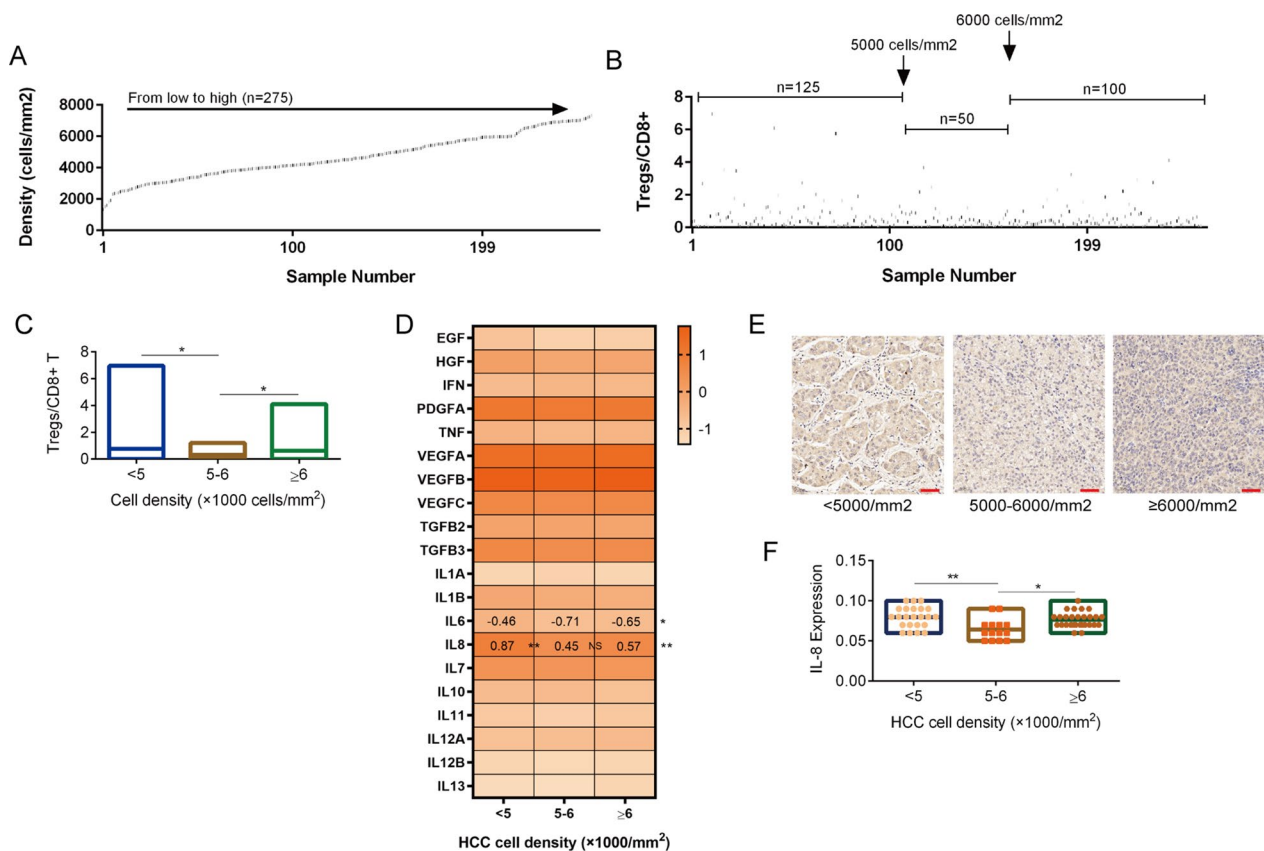 A
From low to high (n=275)
Density (cells/mm2)
8000
6000
4000
2000
0
1
100
199
Sample Number
B
6000 cells/mm2
5000 cells/mm2
n=125
n=50
n=100
Tregs/CD8+
8
6
4
2
0
1
100
199
Sample Number
C
*
*
Tregs/CD8+ T
8
6
4
2
0
<5
5-6
≥6
Cell density (×1000 cells/mm²)
D
EGF
HGF
IFN
PDGFA
TNF
VEGFA
VEGFB
VEGFC
TGFB2
TGFB3
IL1A
IL1B
IL6 -0.46 -0.71 -0.65 *
IL8 0.87 ** 0.45 NS 0.57 **
IL7
IL10
IL11
IL12A
IL12B
IL13
<5
5-6
≥6
HCC cell density (×1000/mm²)
1
0
-1
E
<5000/mm2
5000-6000/mm2
≥6000/mm2
F
**
*
IL-8 Expression
0.15
0.10
0.05
0.00
<5
5-6
≥6
HCC cell density (×1000/mm²)